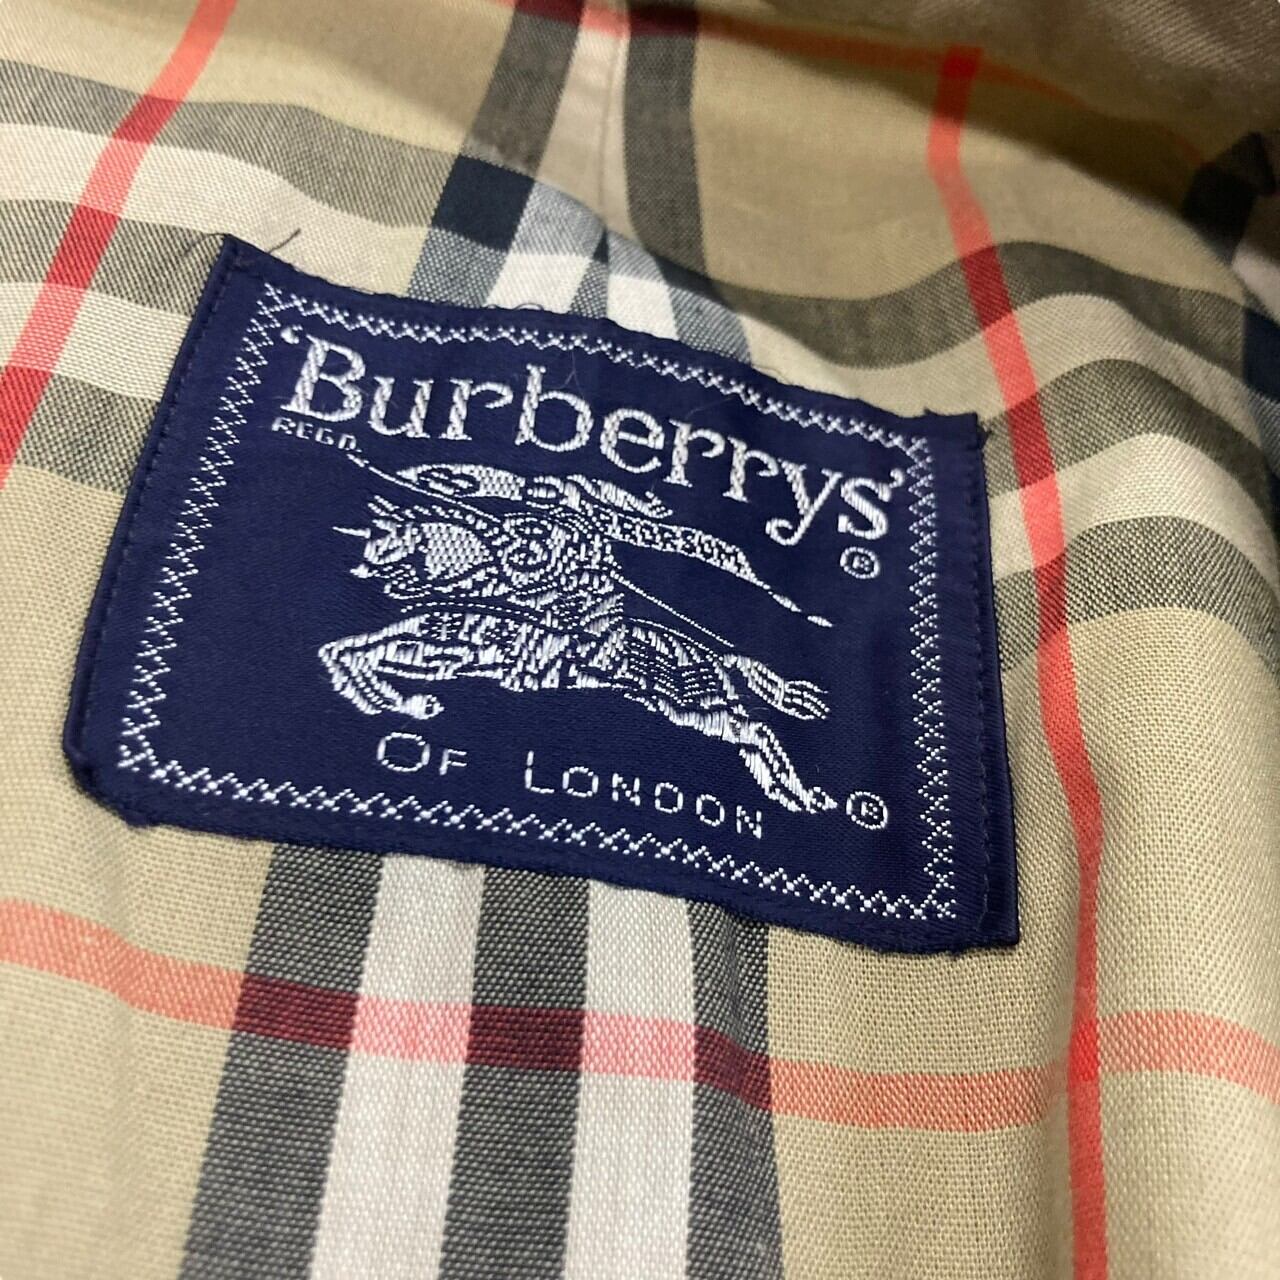 'Burberrys'
REGD.
PRORSUM
®
OF LONDON
®